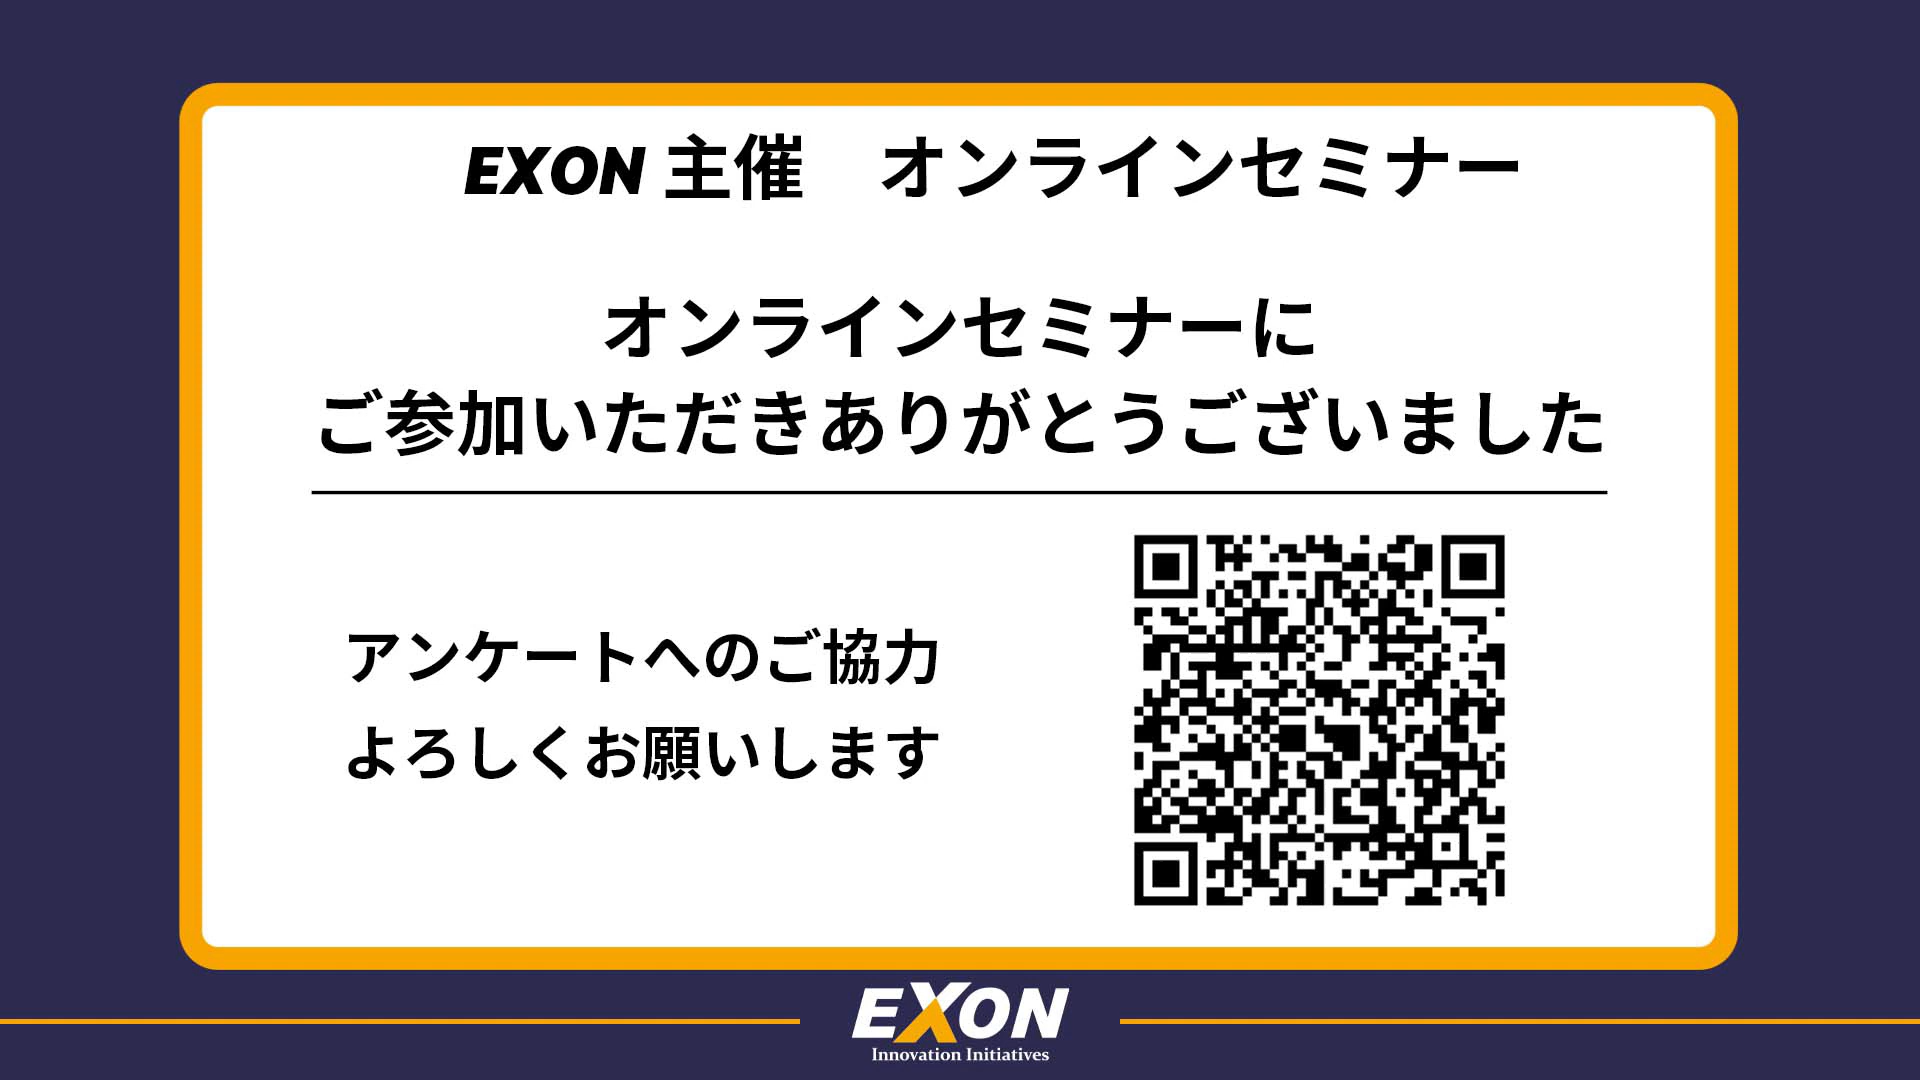 EXON 主催　オンラインセミナー
オンラインセミナーに
ご参加いただきありがとうございました
アンケートへのご協力
よろしくお願いします
EXON
Innovation Initiatives